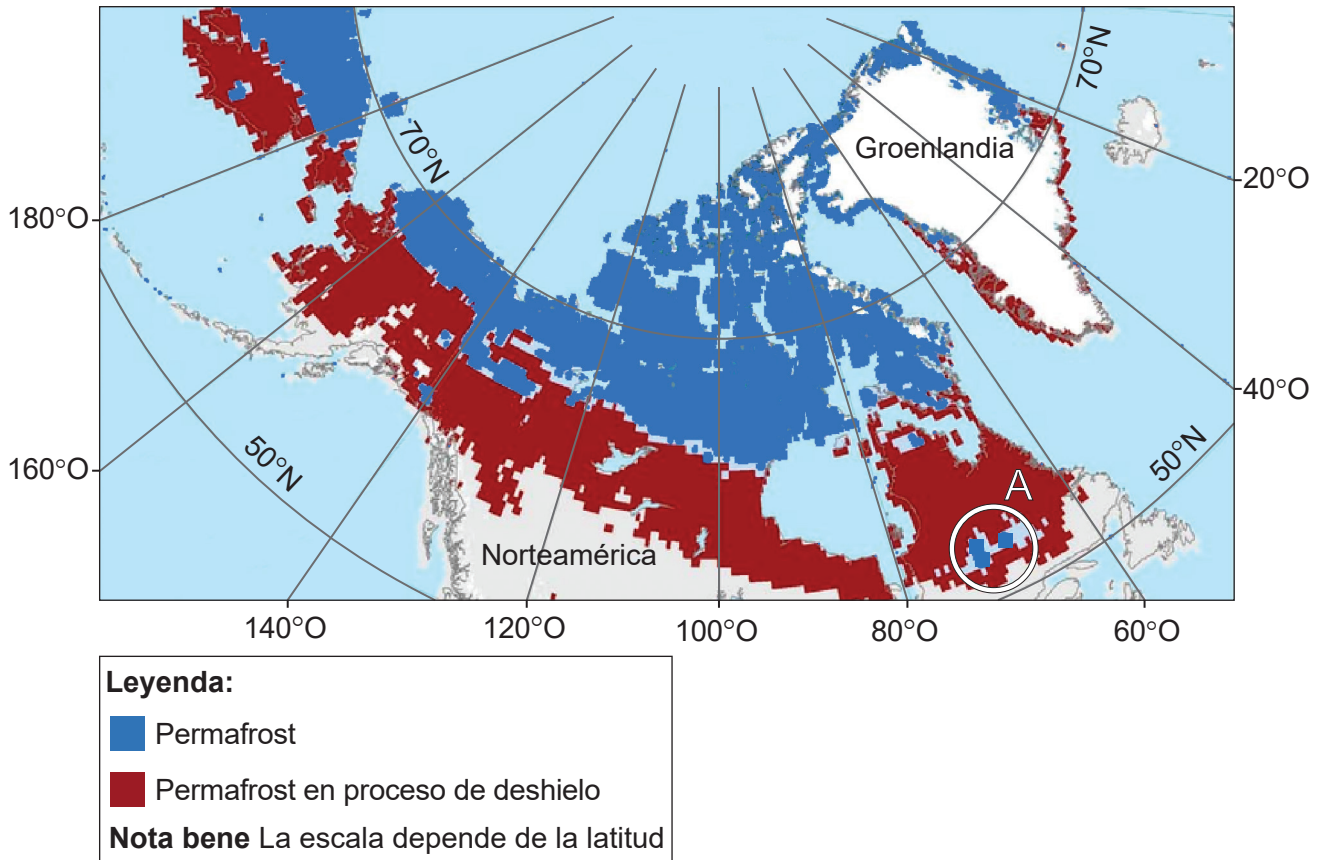 70°N
70°N
Groenlandia
20°O
180°O
40°O
50°N
50°N
160°O
A
Norteamérica
140°O
120°O
100°O
80°O
60°O
Leyenda:
Permafrost
Permafrost en proceso de deshielo
Nota bene La escala depende de la latitud